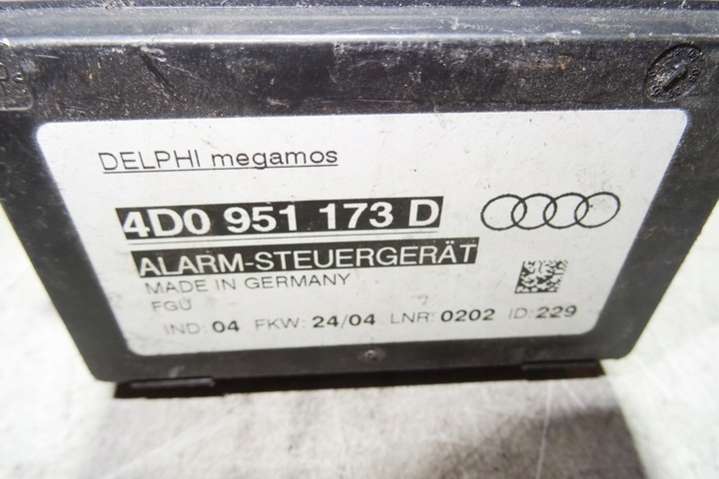 DELPHI megamos
4D0 951 173 D
ALARM-STEUERGERÄT
MADE IN GERMANY
FGÜ
IND: 04 FKW: 24/04 LNR: 0202 ID: 229